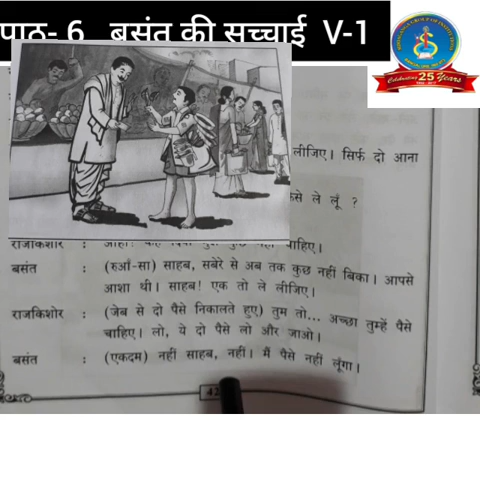 पाठ- 6 बसंत की सच्चाई V-1
Celebrating 25 Years
लीजिए। सिर्फ दो आना
ले लूँ ?
राजकिशोर :
बसंत : (रुआँ-सा) साहब, सबेरे से अब तक कुछ नहीं बिका। आपसे
आशा थी। साहब! एक तो ले लीजिए।
राजकिशोर : (जेब से दो पैसे निकालते हुए) तुम तो... अच्छा तुम्हें पैसे
चाहिए। लो, ये दो पैसे लो और जाओ।
बसंत : (एकदम) नहीं साहब, नहीं। मैं पैसे नहीं लूँगा।
42